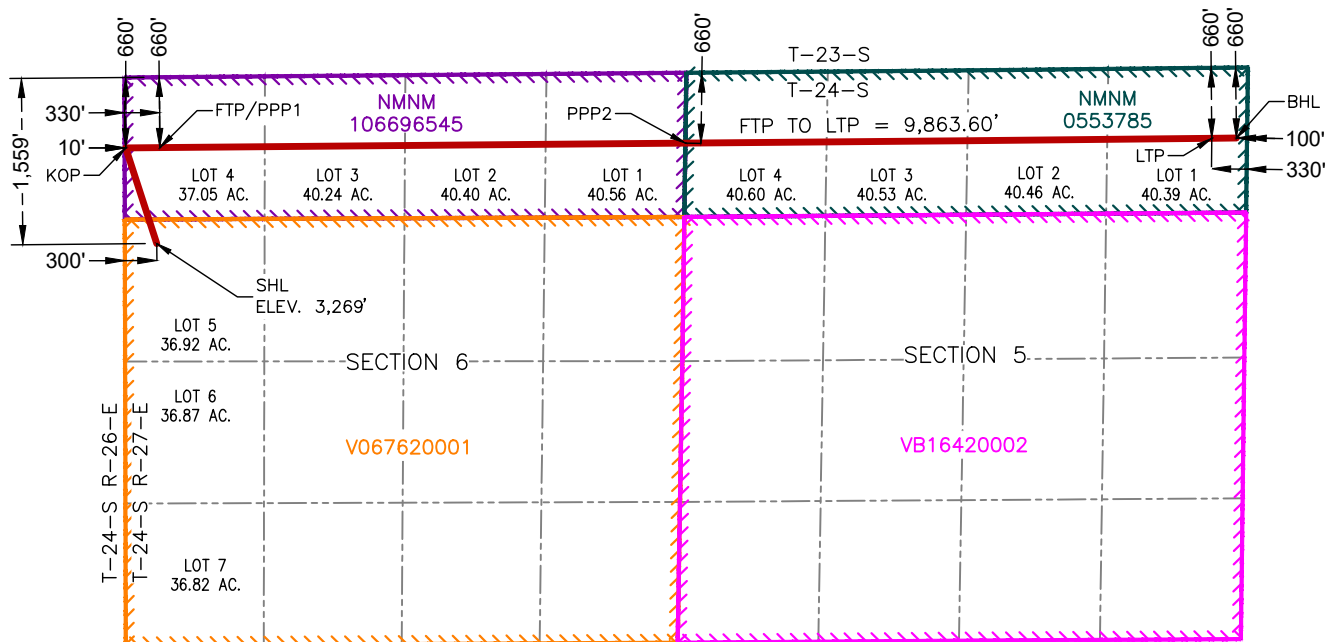 660'
660'
660'
660'
660'
T-23-S
T-24-S
330'
FTP/PPP1
NMNM
106696545
PPP2
FTP TO LTP = 9,863.60'
NMNM
0553785
BHL
10'
KOP
1,559'
LTP
100'
330'
LOT 4
37.05 AC.
LOT 3
40.24 AC.
LOT 2
40.40 AC.
LOT 1
40.56 AC.
LOT 4
40.60 AC.
LOT 3
40.53 AC.
LOT 2
40.46 AC.
LOT 1
40.39 AC.
300'
SHL
ELEV. 3,269'
LOT 5
36.92 AC.
SECTION 6
SECTION 5
LOT 6
36.87 AC.
V067620001
VB16420002
T-24-S R-26-E
T-24-S R-27-E
LOT 7
36.82 AC.